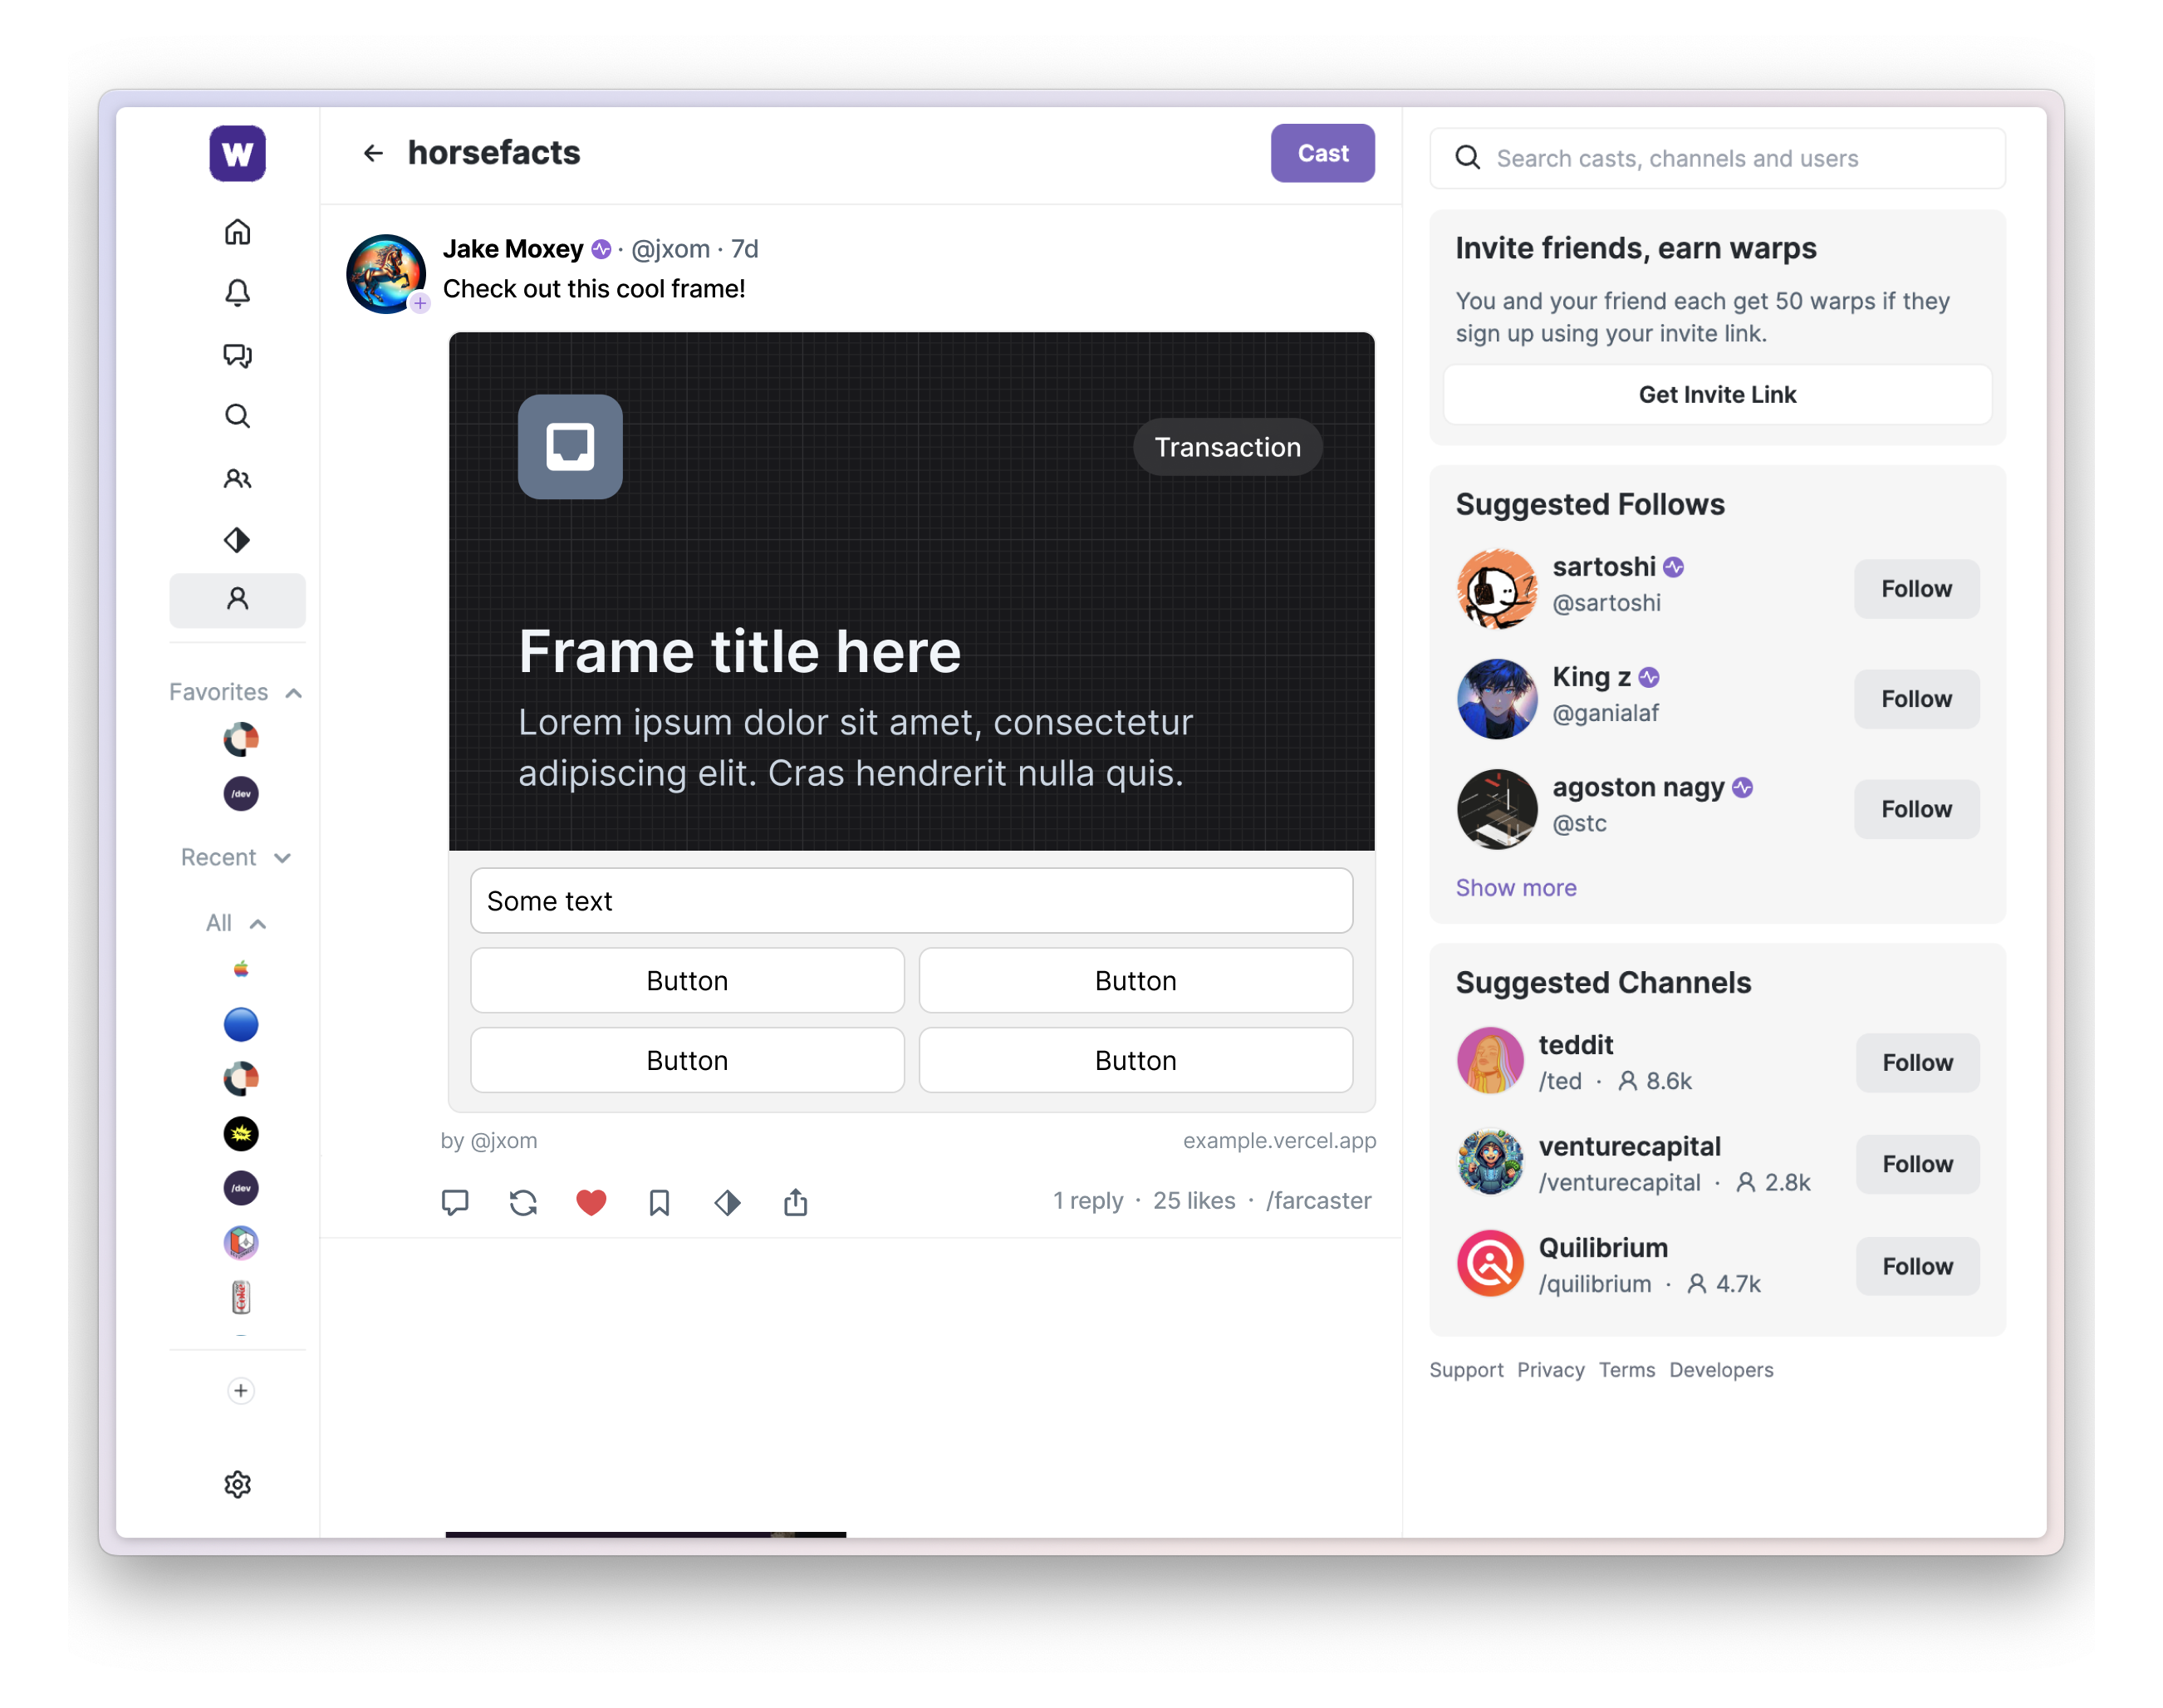 W
horsefacts
Cast
Jake Moxey · @jxom · 7d
Check out this cool frame!
Transaction
Frame title here
Lorem ipsum dolor sit amet, consectetur
adipiscing elit. Cras hendrerit nulla quis.
Some text
Button
Button
Button
Button
by @jxom
example.vercel.app
1 reply · 25 likes · /farcaster
Favorites
/dev
Recent
All
/dev
Coke
Search casts, channels and users
Invite friends, earn warps
You and your friend each get 50 warps if they
sign up using your invite link.
Get Invite Link
Suggested Follows
sartoshi
@sartoshi
Follow
King z
@ganialaf
Follow
agoston nagy
@stc
Follow
Show more
Suggested Channels
teddit
/ted · 8.6k
Follow
venturecapital
/venturecapital · 2.8k
Follow
Quilibrium
/quilibrium · 4.7k
Follow
Support Privacy Terms Developers